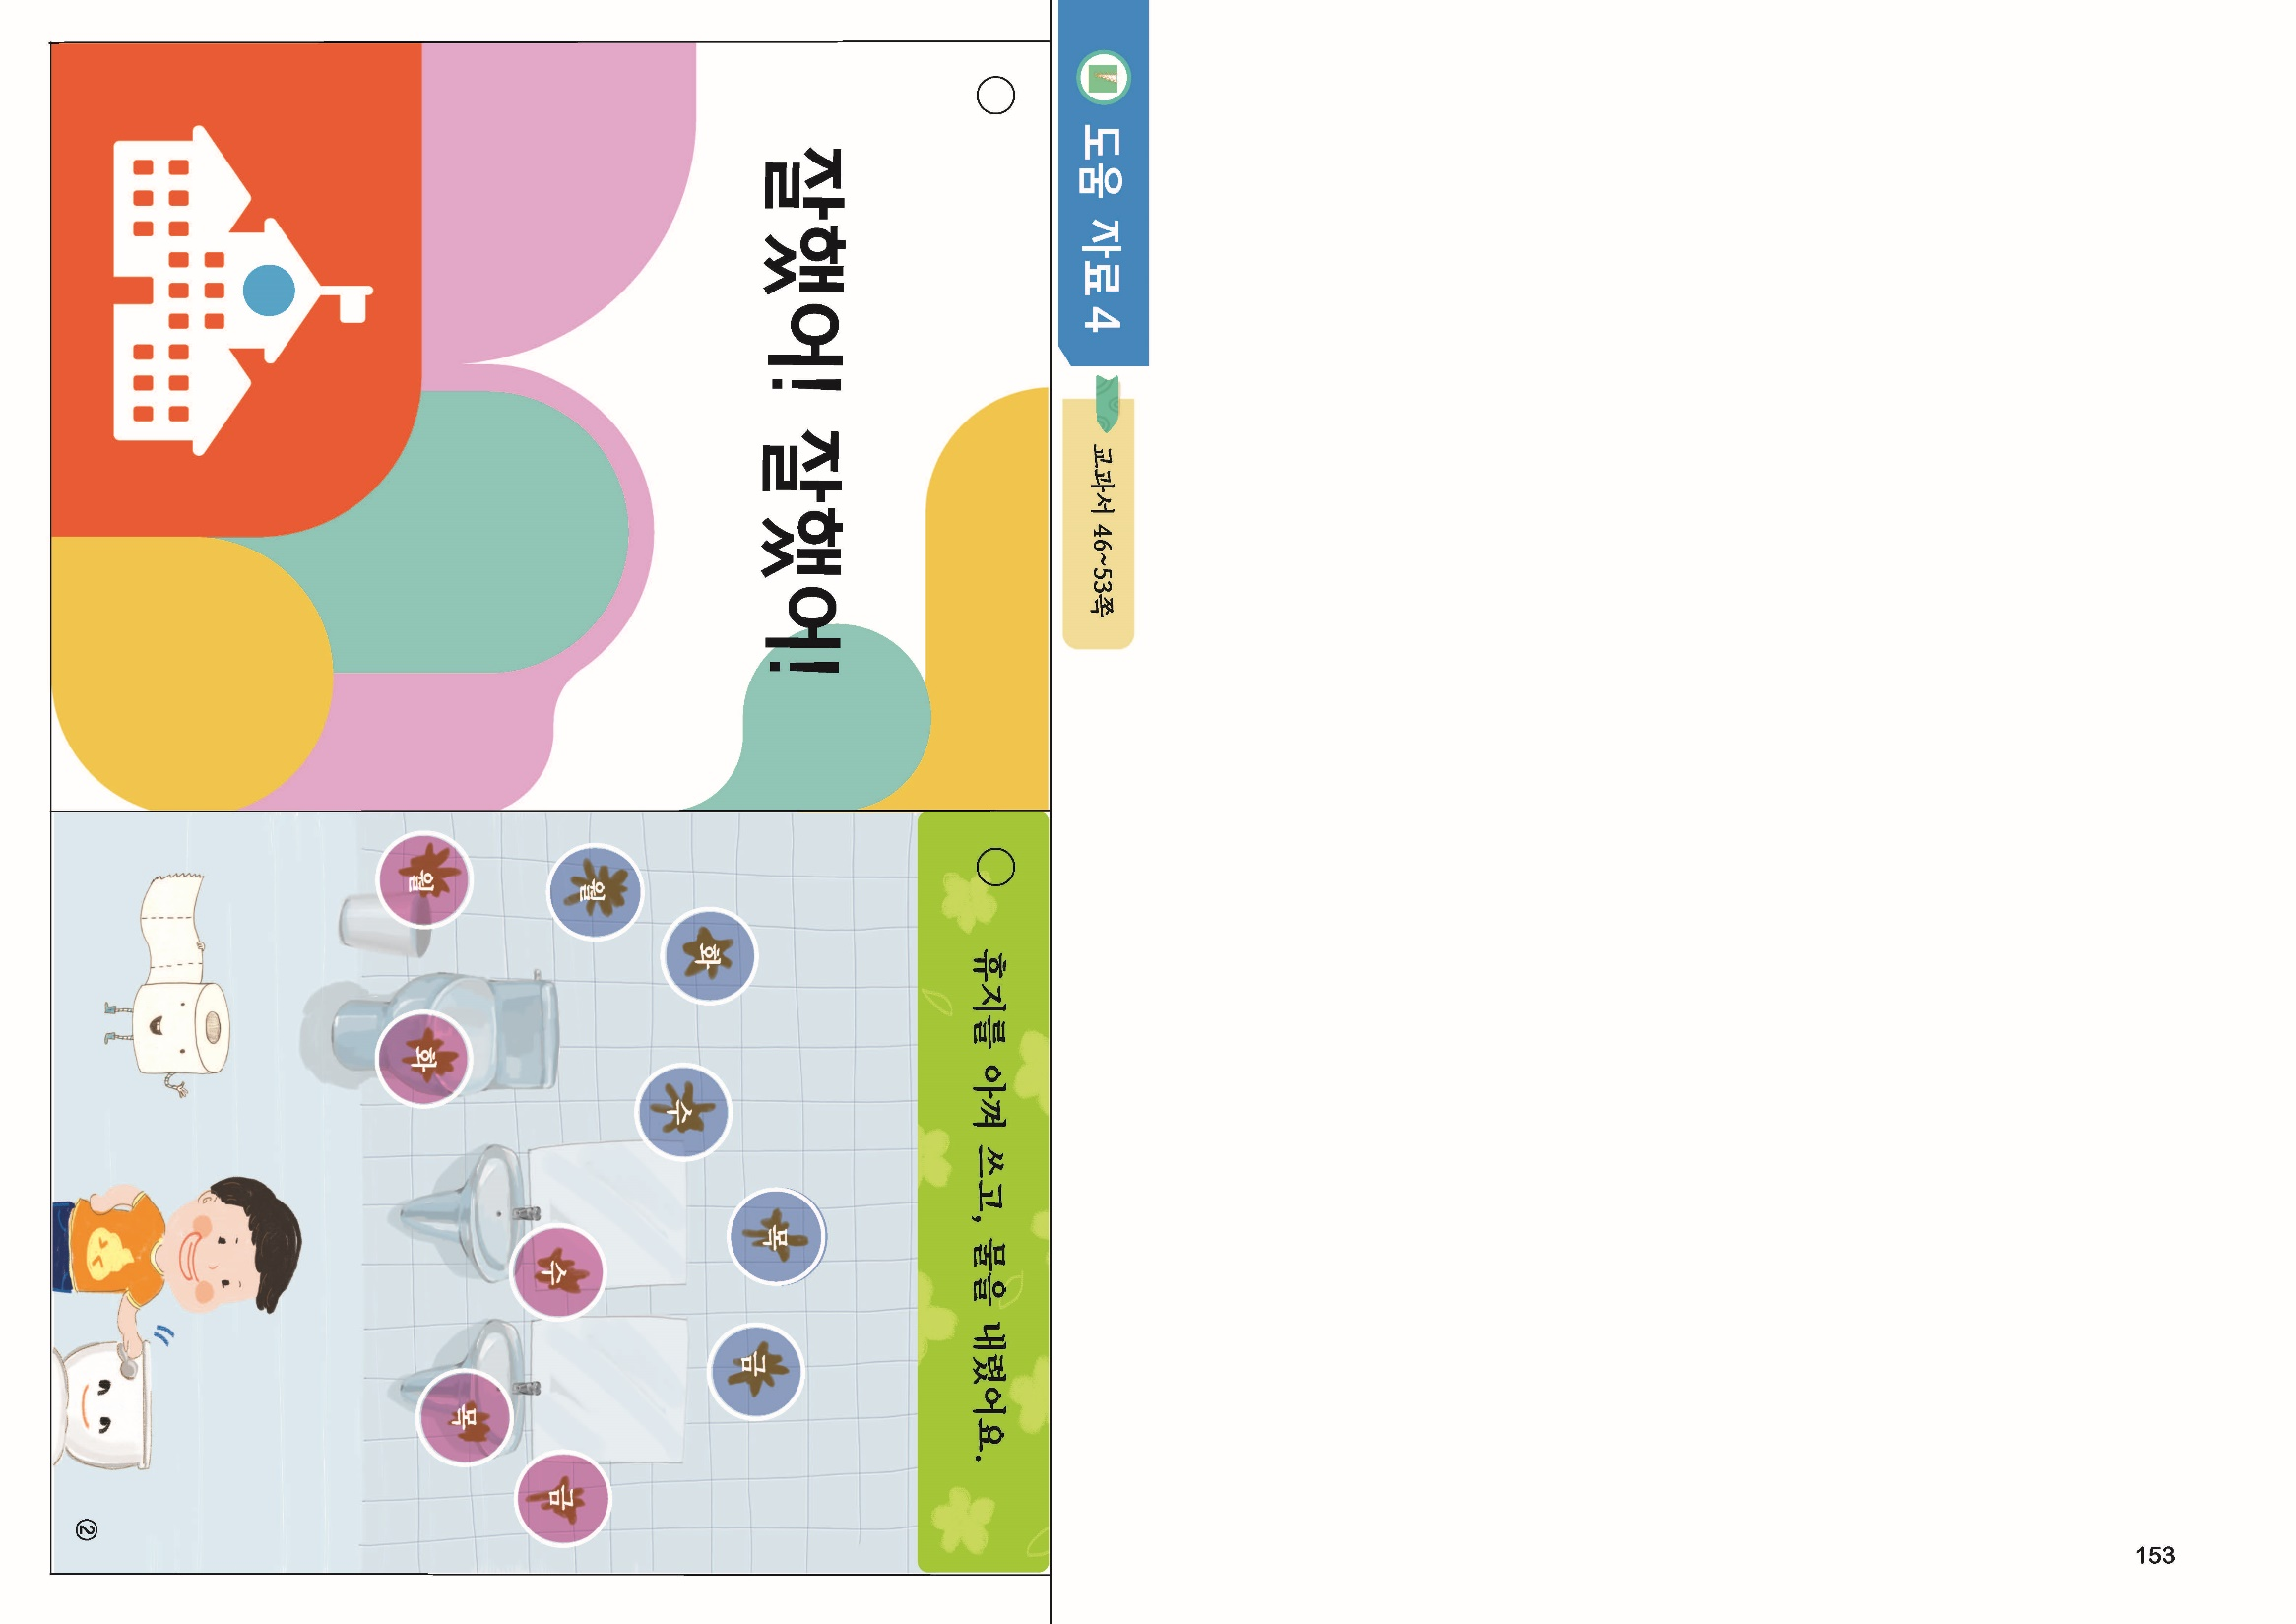 도움 자료 4
교과서 46~53쪽
잘했어! 잘했어!
휴지를 아껴 쓰고, 물을 내렸어요.
월
화
수
목
금
월
화
수
목
금
②
153